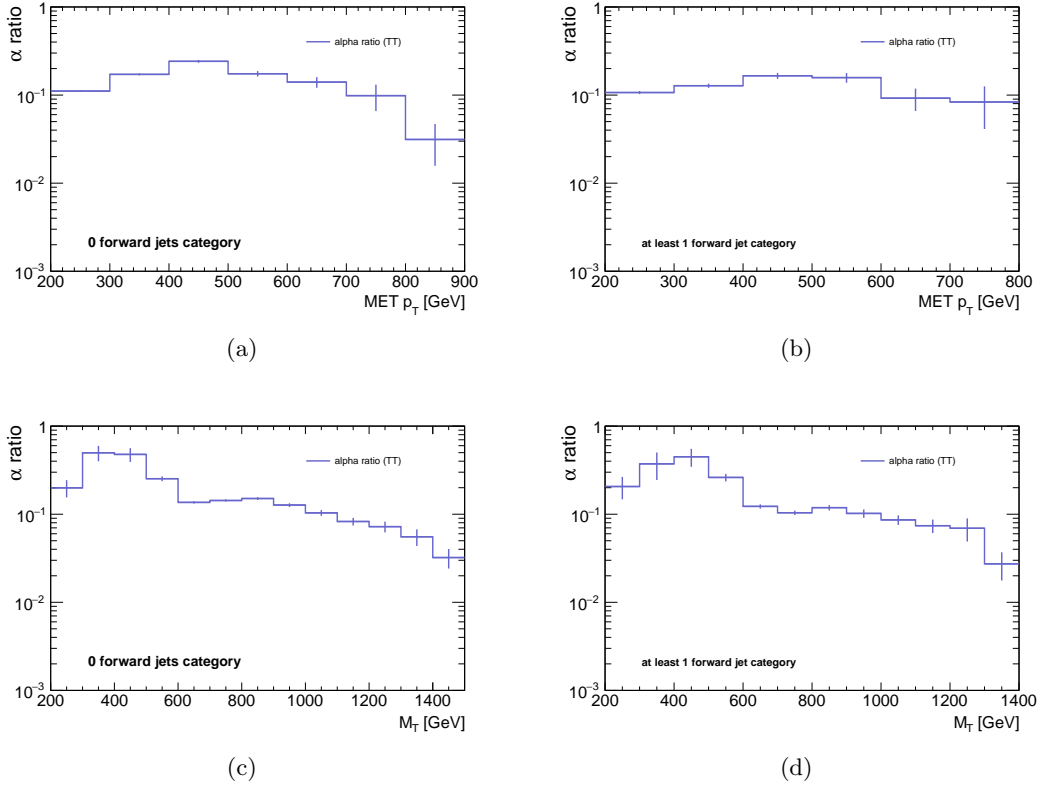 α ratio
1
10⁻¹
10⁻²
10⁻³
alpha ratio (TT)
0 forward jets category
200 300 400 500 600 700 800 900
MET p_T [GeV]
(a)
α ratio
1
10⁻¹
10⁻²
10⁻³
alpha ratio (TT)
at least 1 forward jet category
200 300 400 500 600 700 800
MET p_T [GeV]
(b)
α ratio
1
10⁻¹
10⁻²
10⁻³
alpha ratio (TT)
0 forward jets category
200 400 600 800 1000 1200 1400
M_T [GeV]
(c)
α ratio
1
10⁻¹
10⁻²
10⁻³
alpha ratio (TT)
at least 1 forward jet category
200 400 600 800 1000 1200 1400
M_T [GeV]
(d)